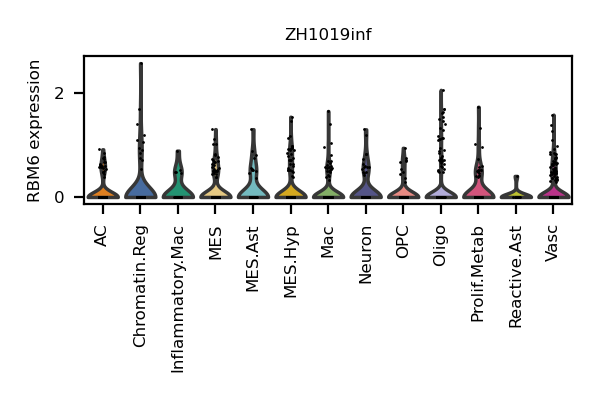 ZH1019inf
RBM6 expression
2
0
AC
Chromatin.Reg
Inflammatory.Mac
MES
MES.Ast
MES.Hyp
Mac
Neuron
OPC
Oligo
Prolif.Metab
Reactive.Ast
Vasc